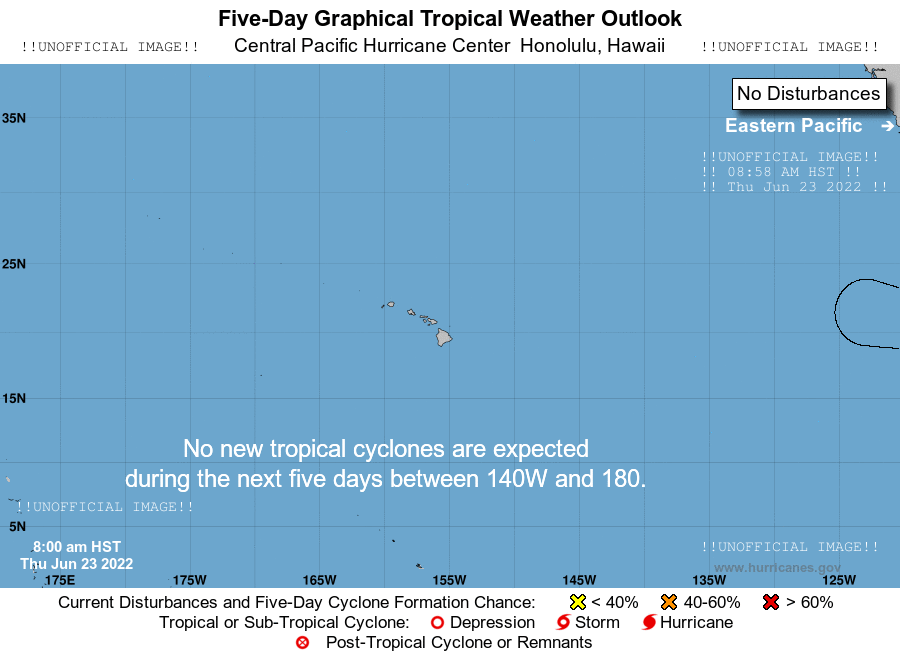 Five-Day Graphical Tropical Weather Outlook
!!UNOFFICIAL IMAGE!! Central Pacific Hurricane Center Honolulu, Hawaii !!UNOFFICIAL IMAGE!!
No Disturbances
35N
Eastern Pacific
!!UNOFFICIAL IMAGE!!
!! 08:58 AM HST !!
!! Thu Jun 23 2022 !!
25N
15N
No new tropical cyclones are expected
during the next five days between 140W and 180.
!!UNOFFICIAL IMAGE!!
5N
8:00 am HST
!!UNOFFICIAL IMAGE!!
Thu Jun 23 2022
www.hurricanes.gov
175E 175W 165W 155W 145W 135W 125W
Current Disturbances and Five-Day Cyclone Formation Chance: < 40% 40-60% > 60%
Tropical or Sub-Tropical Cyclone: Depression Storm Hurricane
Post-Tropical Cyclone or Remnants